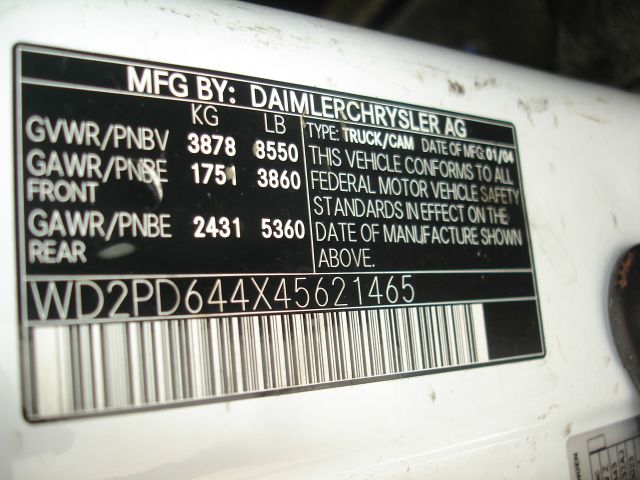 MFG BY: DAIMLERCHRYSLER AG
KG LB
GVWR/PNBV 3878 8550
GAWR/PNBE 1751 3860
FRONT
GAWR/PNBE 2431 5360
REAR
TYPE: TRUCK/CAM DATE OF MFG: 01/04
THIS VEHICLE CONFORMS TO ALL
FEDERAL MOTOR VEHICLE SAFETY
STANDARDS IN EFFECT ON THE
DATE OF MANUFACTURE SHOWN
ABOVE.
WD2PD644X45621465